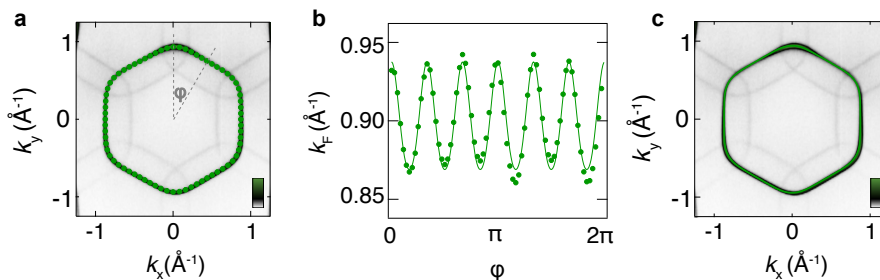 a
1
0
-1
k_y (Å⁻¹)
φ
-1
0
1
k_x (Å⁻¹)
b
0.95
0.90
0.85
k_F (Å⁻¹)
0
π
2π
φ
c
1
0
-1
k_y (Å⁻¹)
-1
0
1
k_x (Å⁻¹)